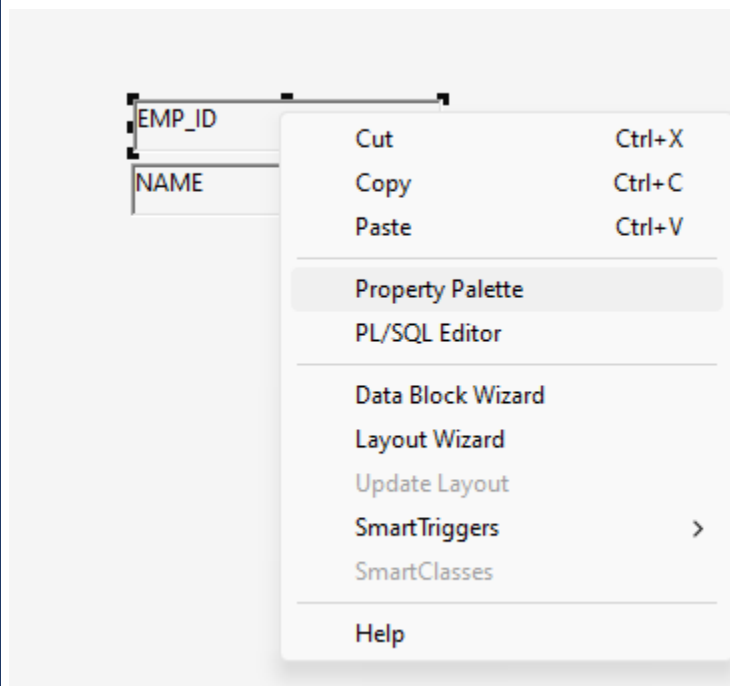 EMP_ID
NAME
Cut Ctrl+X
Copy Ctrl+C
Paste Ctrl+V
Property Palette
PL/SQL Editor
Data Block Wizard
Layout Wizard
Update Layout
SmartTriggers
SmartClasses
Help